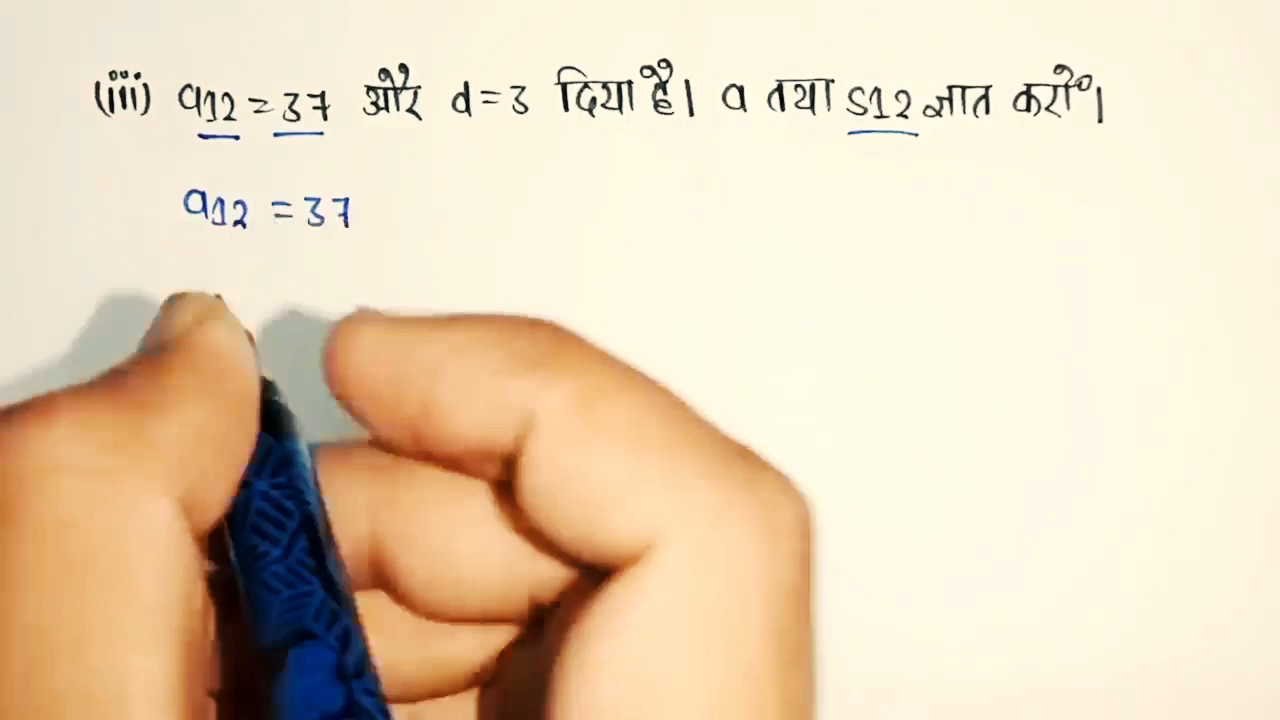 (iii) a12 = 37 और d = 3 दिया है। a तथा S12 ज्ञात करों।
a12 = 37